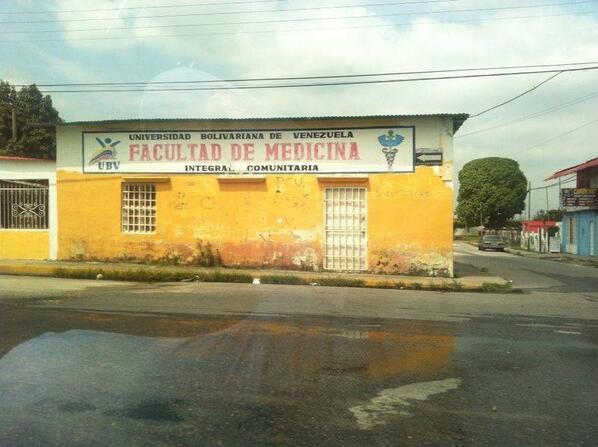 UNIVERSIDAD BOLIVARIANA DE VENEZUELA
FACULTAD DE MEDICINA
INTEGRAL COMUNITARIA
UBV